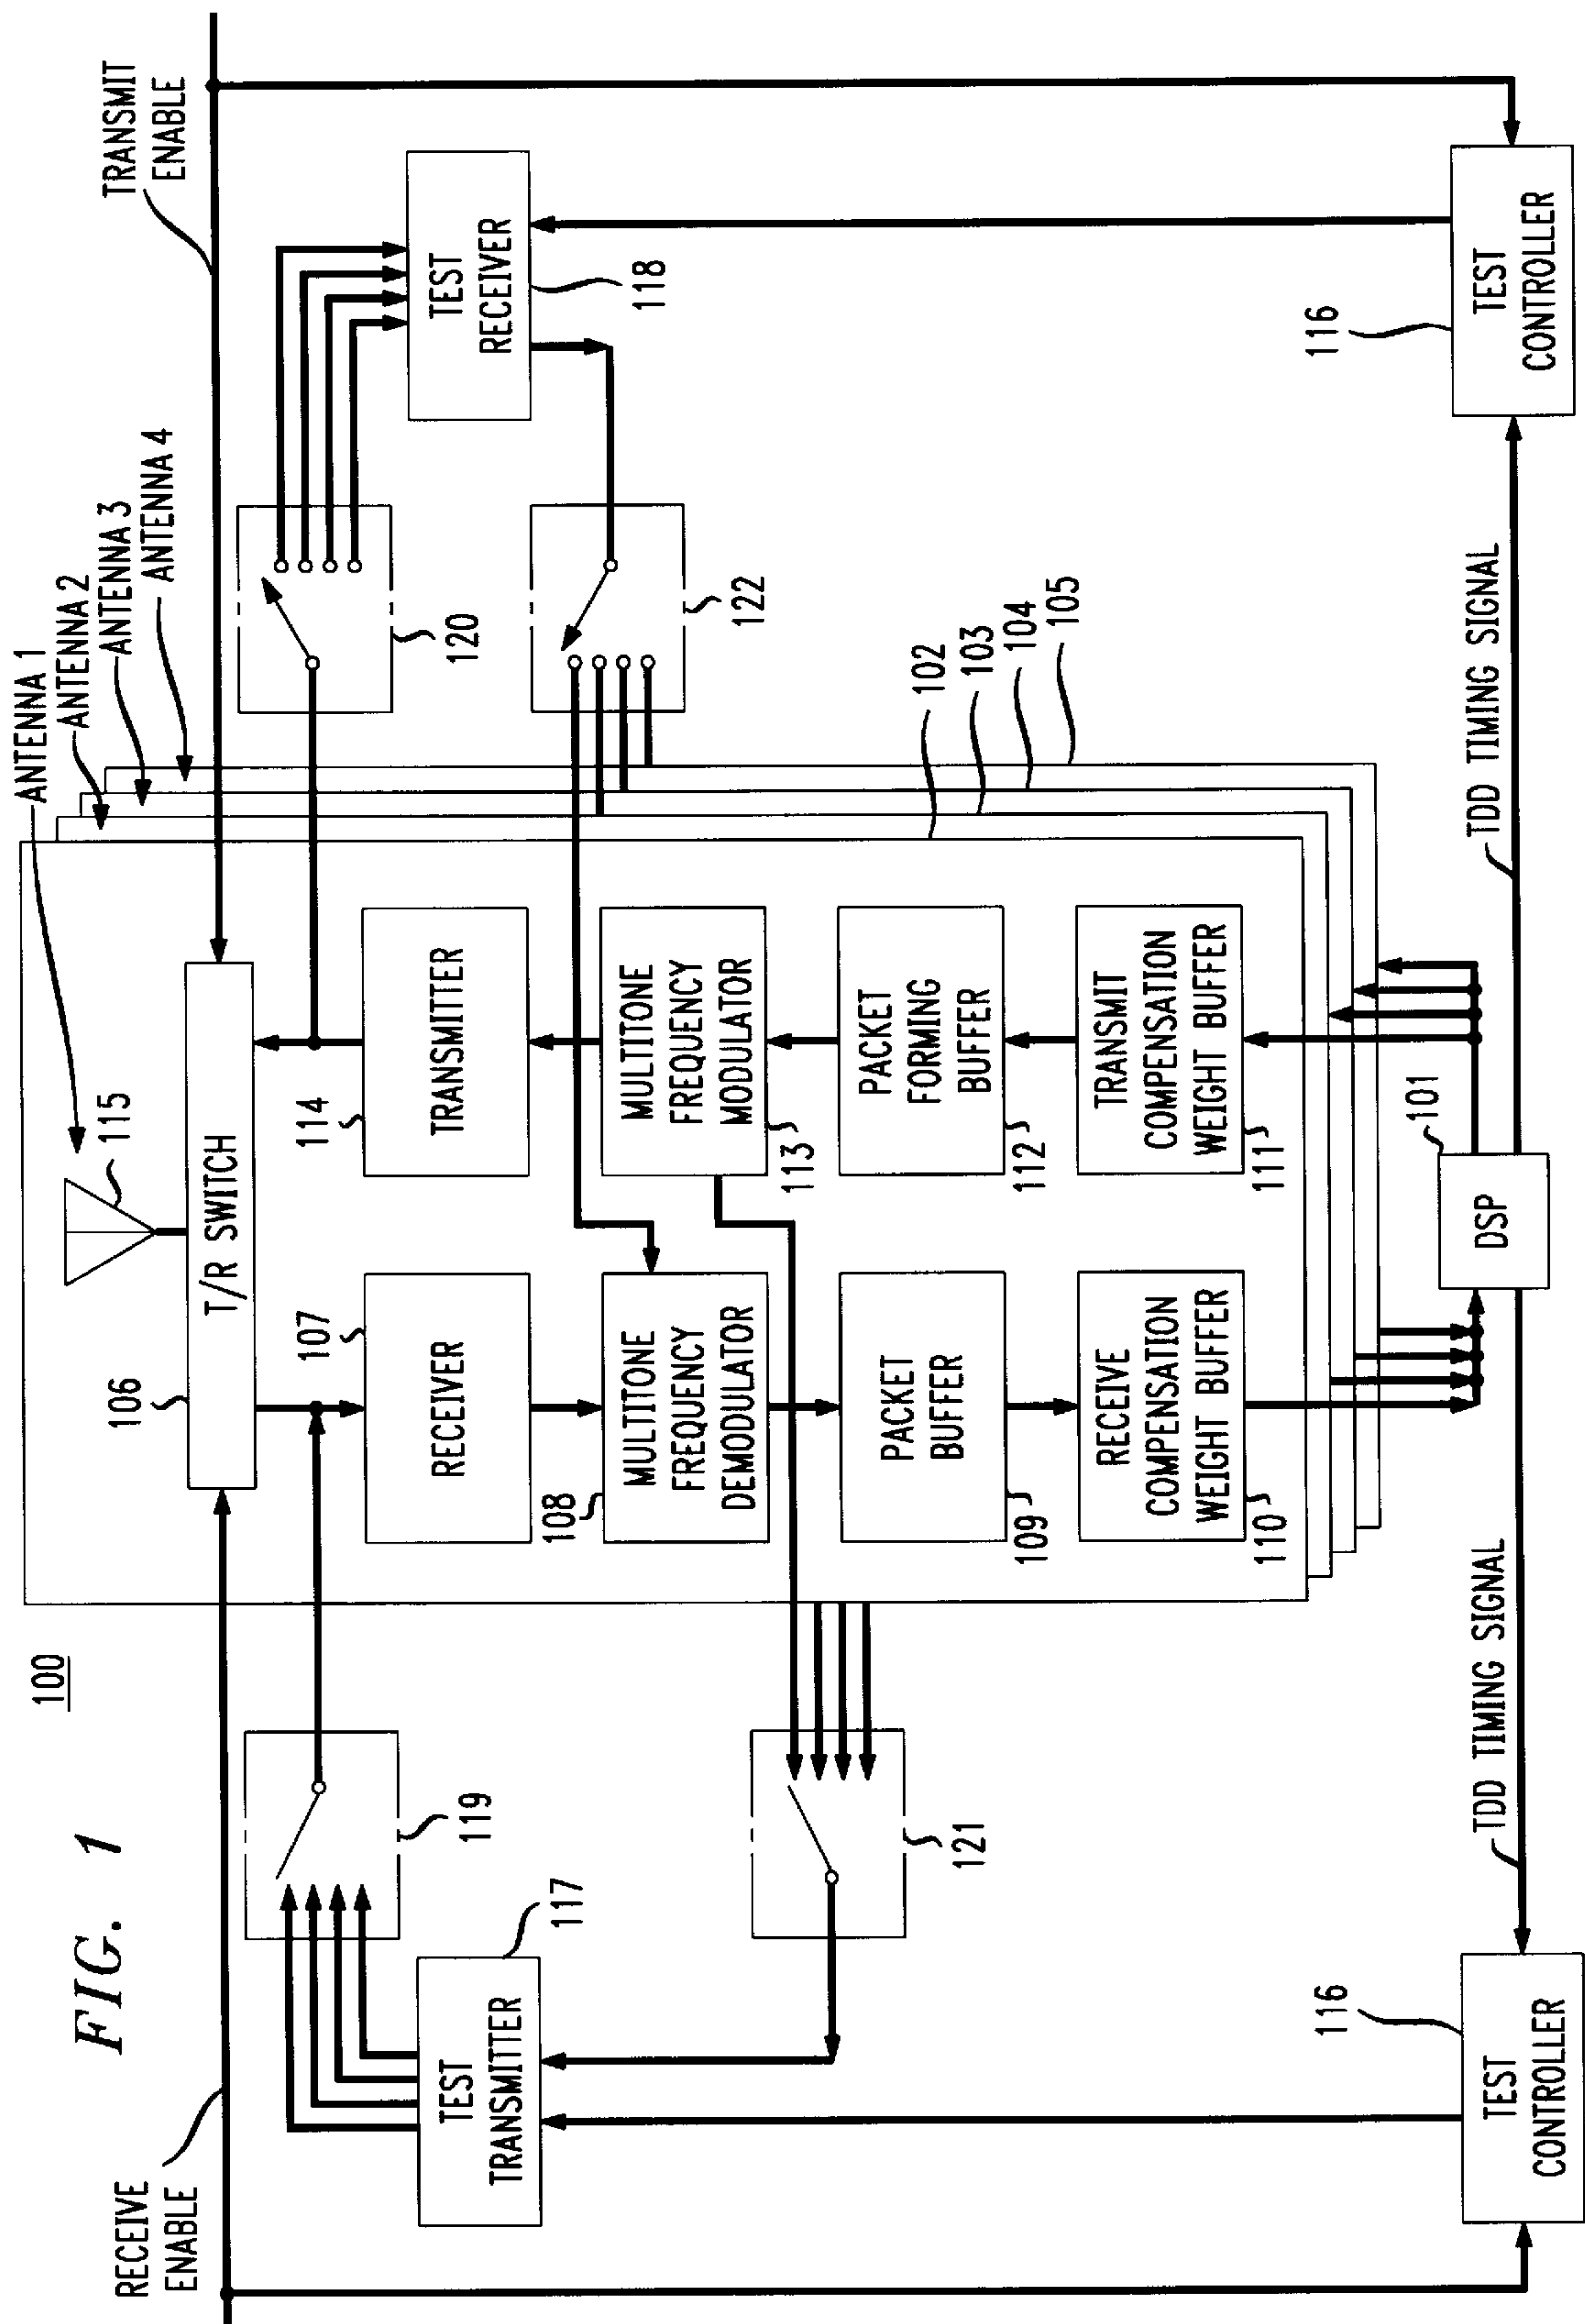 FIG. 1
100
RECEIVE
ENABLE
TRANSMIT
ENABLE
ANTENNA 1
ANTENNA 2
ANTENNA 3
ANTENNA 4
115
106
T/R SWITCH
107
RECEIVER
114
TRANSMITTER
108
MULTITONE
FREQUENCY
DEMODULATOR
MULTITONE
FREQUENCY
MODULATOR
113
PACKET
BUFFER
109
PACKET
FORMING
BUFFER
112
RECEIVE
COMPENSATION
WEIGHT BUFFER
110
TRANSMIT
COMPENSATION
WEIGHT BUFFER
111
102
103
104
105
119
120
121
122
TEST
TRANSMITTER
117
TEST
RECEIVER
118
DSP
101
TDD TIMING SIGNAL
TDD TIMING SIGNAL
116
TEST
CONTROLLER
116
TEST
CONTROLLER